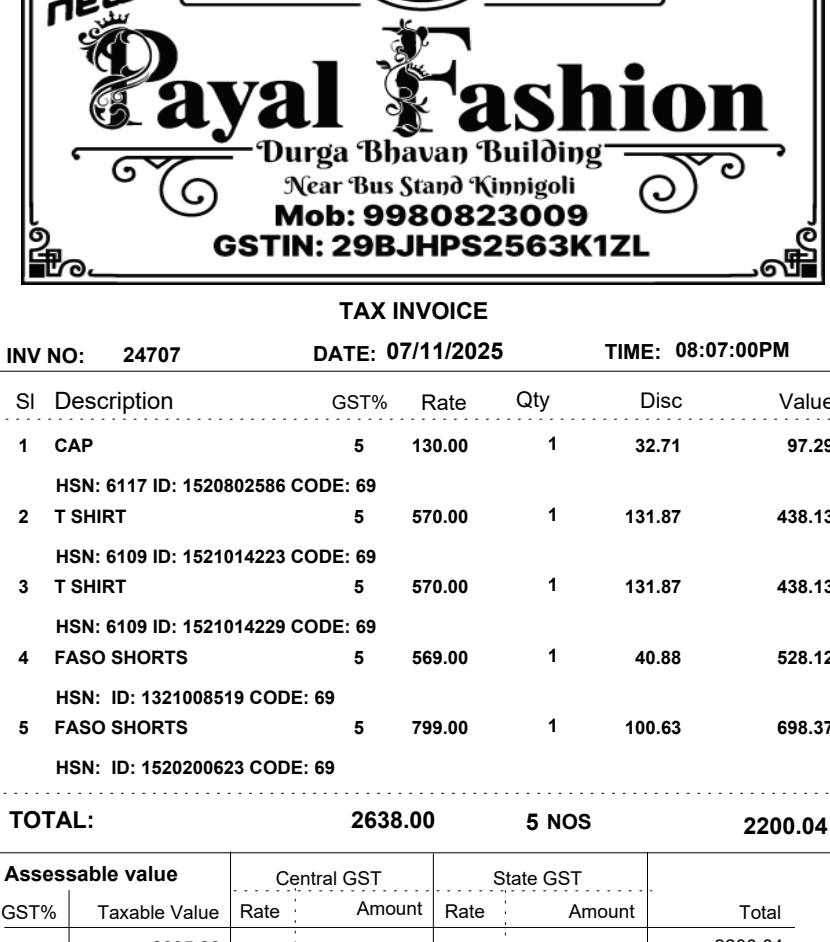 new
Payal Fashion
Durga Bhavan Building
Near Bus Stand Kinnigoli
Mob: 9980823009
GSTIN: 29BJHPS2563K1ZL
TAX INVOICE
INV NO: 24707 DATE: 07/11/2025 TIME: 08:07:00PM
Sl Description GST% Rate Qty Disc Value
1 CAP 5 130.00 1 32.71 97.29
HSN: 6117 ID: 1520802586 CODE: 69
2 T SHIRT 5 570.00 1 131.87 438.13
HSN: 6109 ID: 1521014223 CODE: 69
3 T SHIRT 5 570.00 1 131.87 438.13
HSN: 6109 ID: 1521014229 CODE: 69
4 FASO SHORTS 5 569.00 1 40.88 528.12
HSN: ID: 1321008519 CODE: 69
5 FASO SHORTS 5 799.00 1 100.63 698.37
HSN: ID: 1520200623 CODE: 69
TOTAL: 2638.00 5 NOS 2200.04
Assessable value Central GST State GST
GST% Taxable Value Rate Amount Rate Amount Total